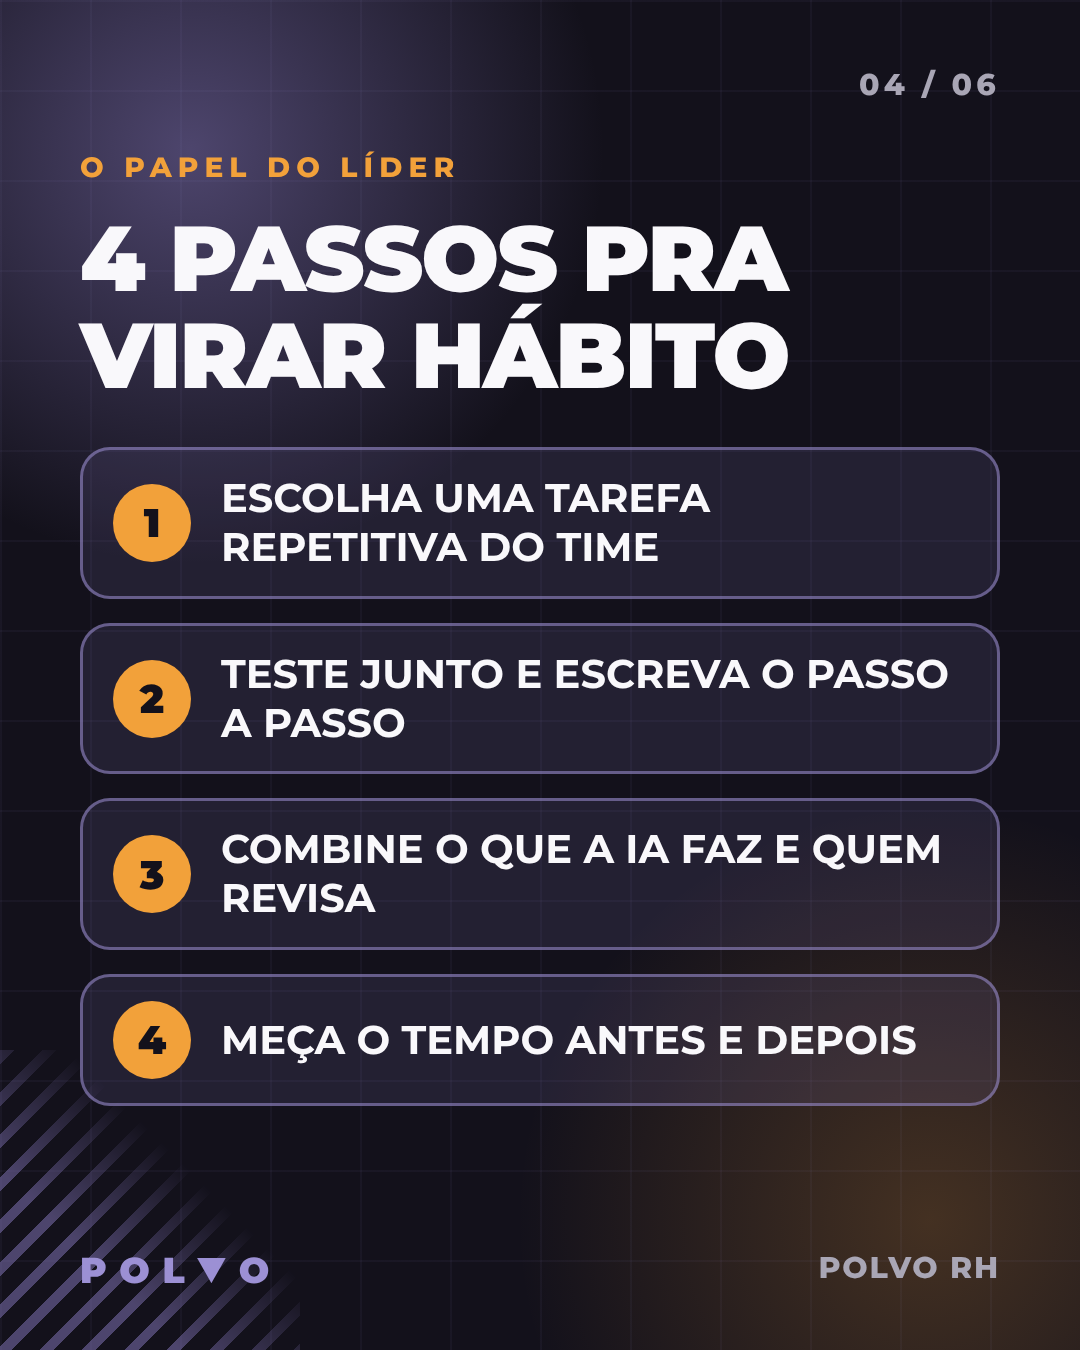 04 / 06
O PAPEL DO LÍDER
4 PASSOS PRA
VIRAR HÁBITO
1
ESCOLHA UMA TAREFA
REPETITIVA DO TIME
2
TESTE JUNTO E ESCREVA O PASSO
A PASSO
3
COMBINE O QUE A IA FAZ E QUEM
REVISA
4
MEÇA O TEMPO ANTES E DEPOIS
POLVO
POLVO RH